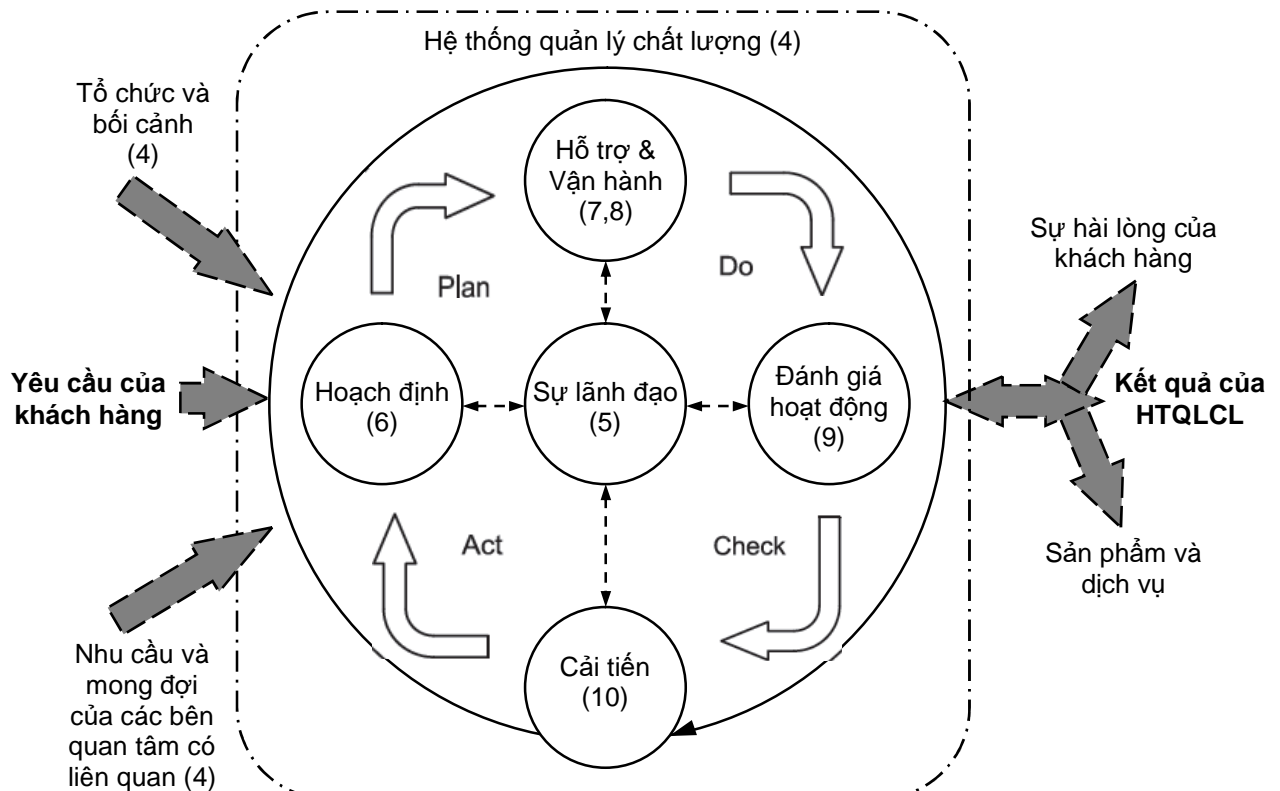 Hệ thống quản lý chất lượng (4)
Tổ chức và
bối cảnh
(4)
Hỗ trợ &
Vận hành
(7,8)
Plan
Do
Sự hài lòng của
khách hàng
Yêu cầu của
khách hàng
Hoạch định
(6)
Sự lãnh đạo
(5)
Đánh giá
hoạt động
(9)
Kết quả của
HTQLCL
Act
Check
Sản phẩm và
dịch vụ
Nhu cầu và
mong đợi
của các bên
quan tâm có
liên quan (4)
Cải tiến
(10)